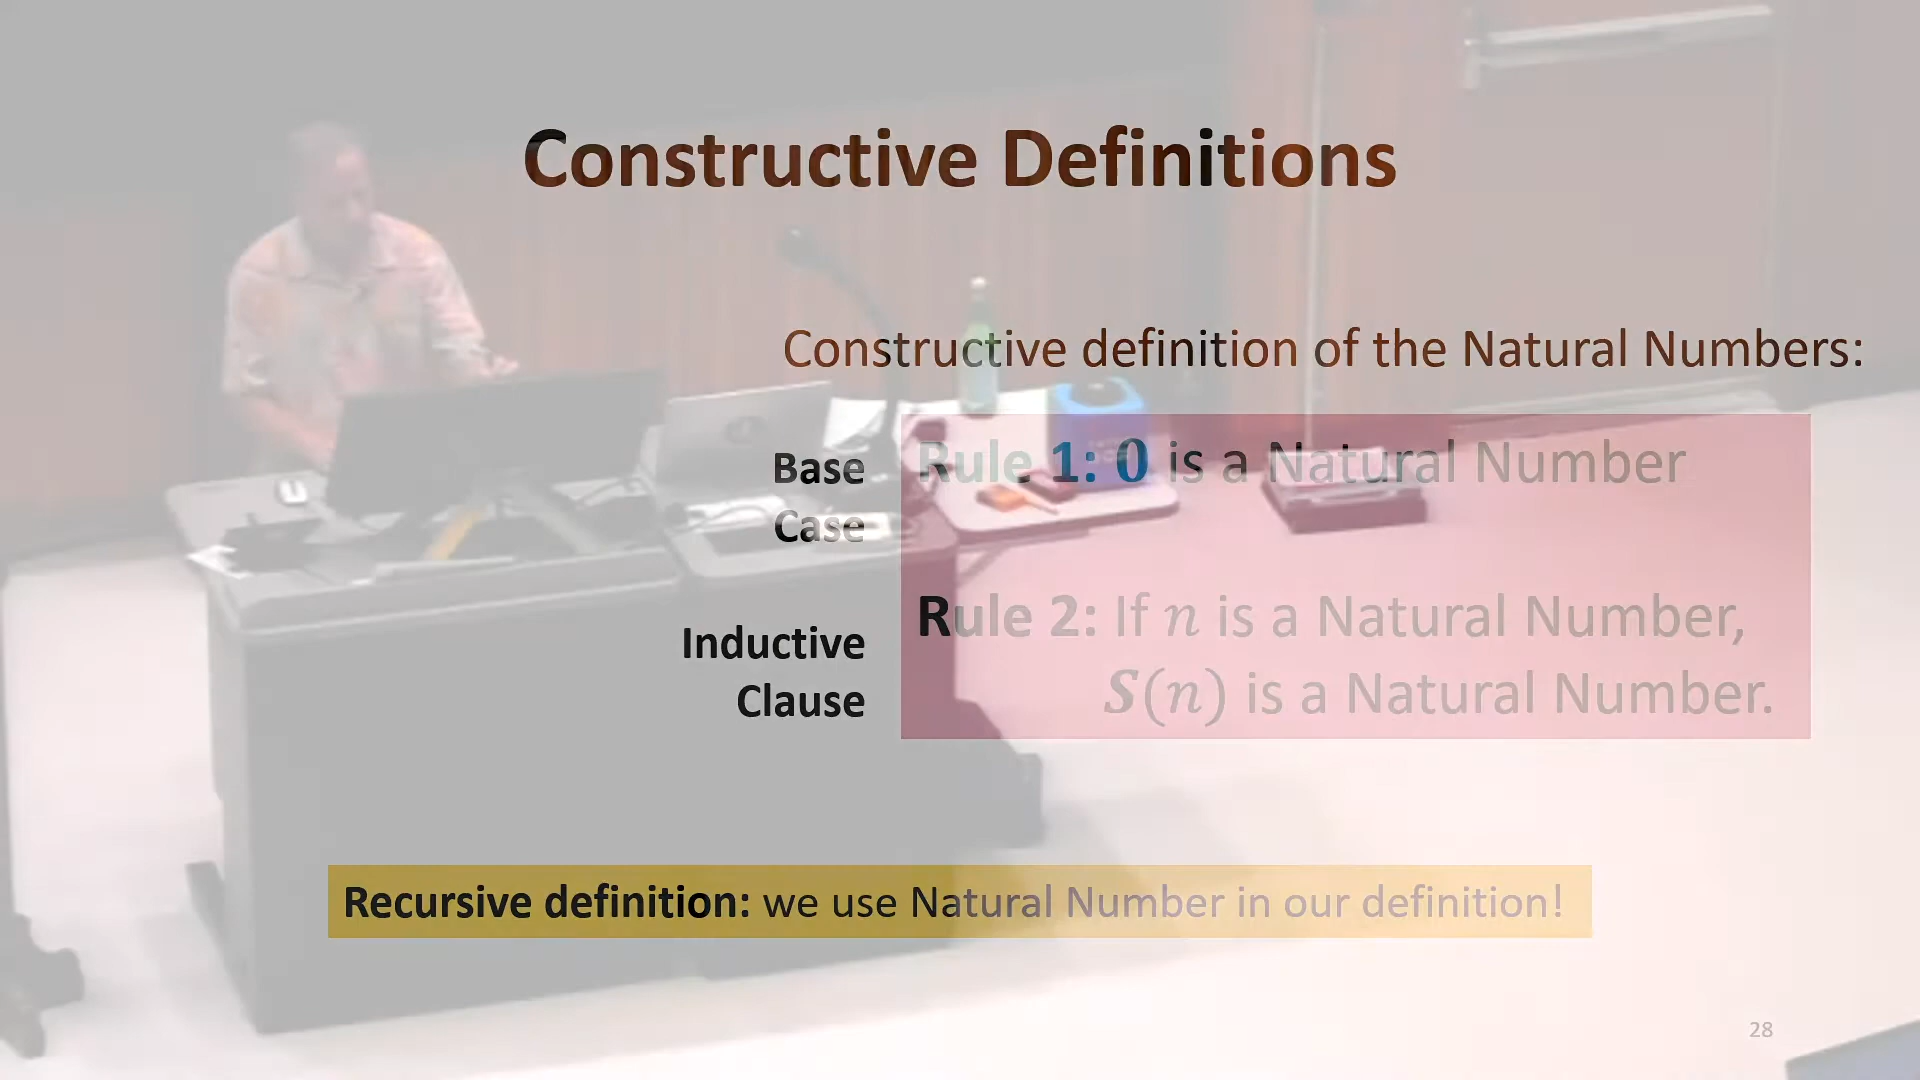 Constructive Definitions
Constructive definition of the Natural Numbers:
Base
Case
Rule 1: 0 is a Natural Number
Inductive
Clause
Rule 2: If n is a Natural Number,
S(n) is a Natural Number.
Recursive definition: we use Natural Number in our definition!
28